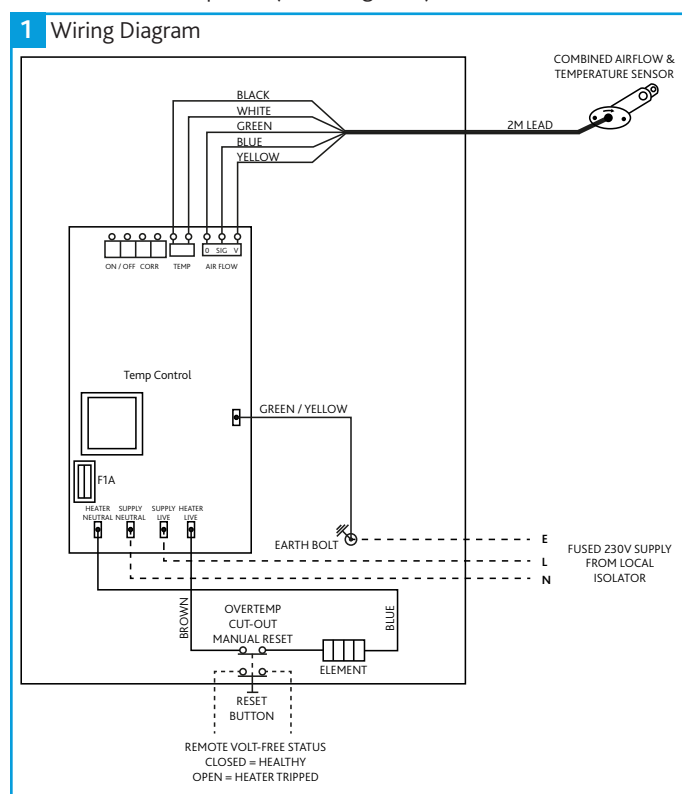 1 Wiring Diagram
COMBINED AIRFLOW &
TEMPERATURE SENSOR
BLACK
WHITE
GREEN
BLUE
YELLOW
2M LEAD
0 SIG V
ON / OFF CORR TEMP AIR FLOW
Temp Control
GREEN / YELLOW
F1A
HEATER NEUTRAL
SUPPLY NEUTRAL
SUPPLY LIVE
HEATER LIVE
EARTH BOLT
E
L
N
FUSED 230V SUPPLY
FROM LOCAL
ISOLATOR
BROWN
OVERTEMP
CUT-OUT
MANUAL RESET
BLUE
ELEMENT
RESET
BUTTON
REMOTE VOLT-FREE STATUS
CLOSED = HEALTHY
OPEN = HEATER TRIPPED